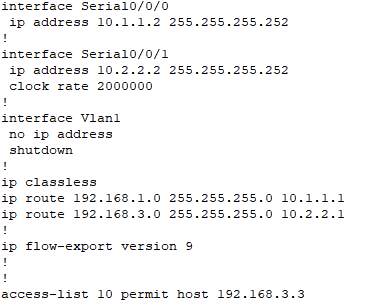 interface Serial0/0/0
 ip address 10.1.1.2 255.255.255.252
!
interface Serial0/0/1
 ip address 10.2.2.2 255.255.255.252
 clock rate 2000000
!
interface Vlan1
 no ip address
 shutdown
!
ip classless
ip route 192.168.1.0 255.255.255.0 10.1.1.1
ip route 192.168.3.0 255.255.255.0 10.2.2.1
!
ip flow-export version 9
!
!
access-list 10 permit host 192.168.3.3